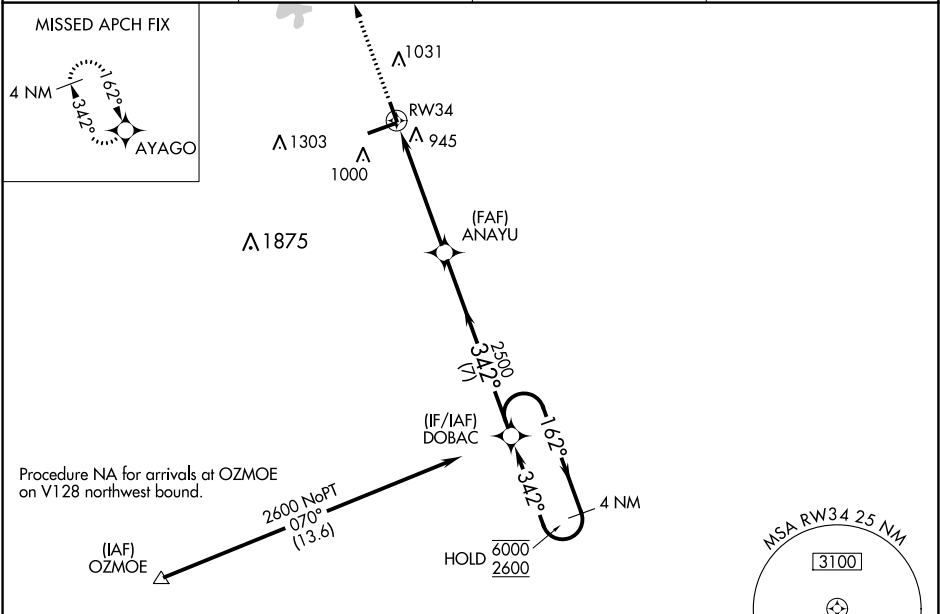 MISSED APCH FIX
4 NM
162°
342°
AYAGO
1031
RW34
945
1303
1000
1875
(FAF)
ANAYU
2500
342°
(7)
(IF/IAF)
DOBAC
162°
342°
4 NM
HOLD
6000
2600
Procedure NA for arrivals at OZMOE
on V128 northwest bound.
2600 NoPT
070°
(13.6)
(IAF)
OZMOE
MSA RW34 25 NM
3100